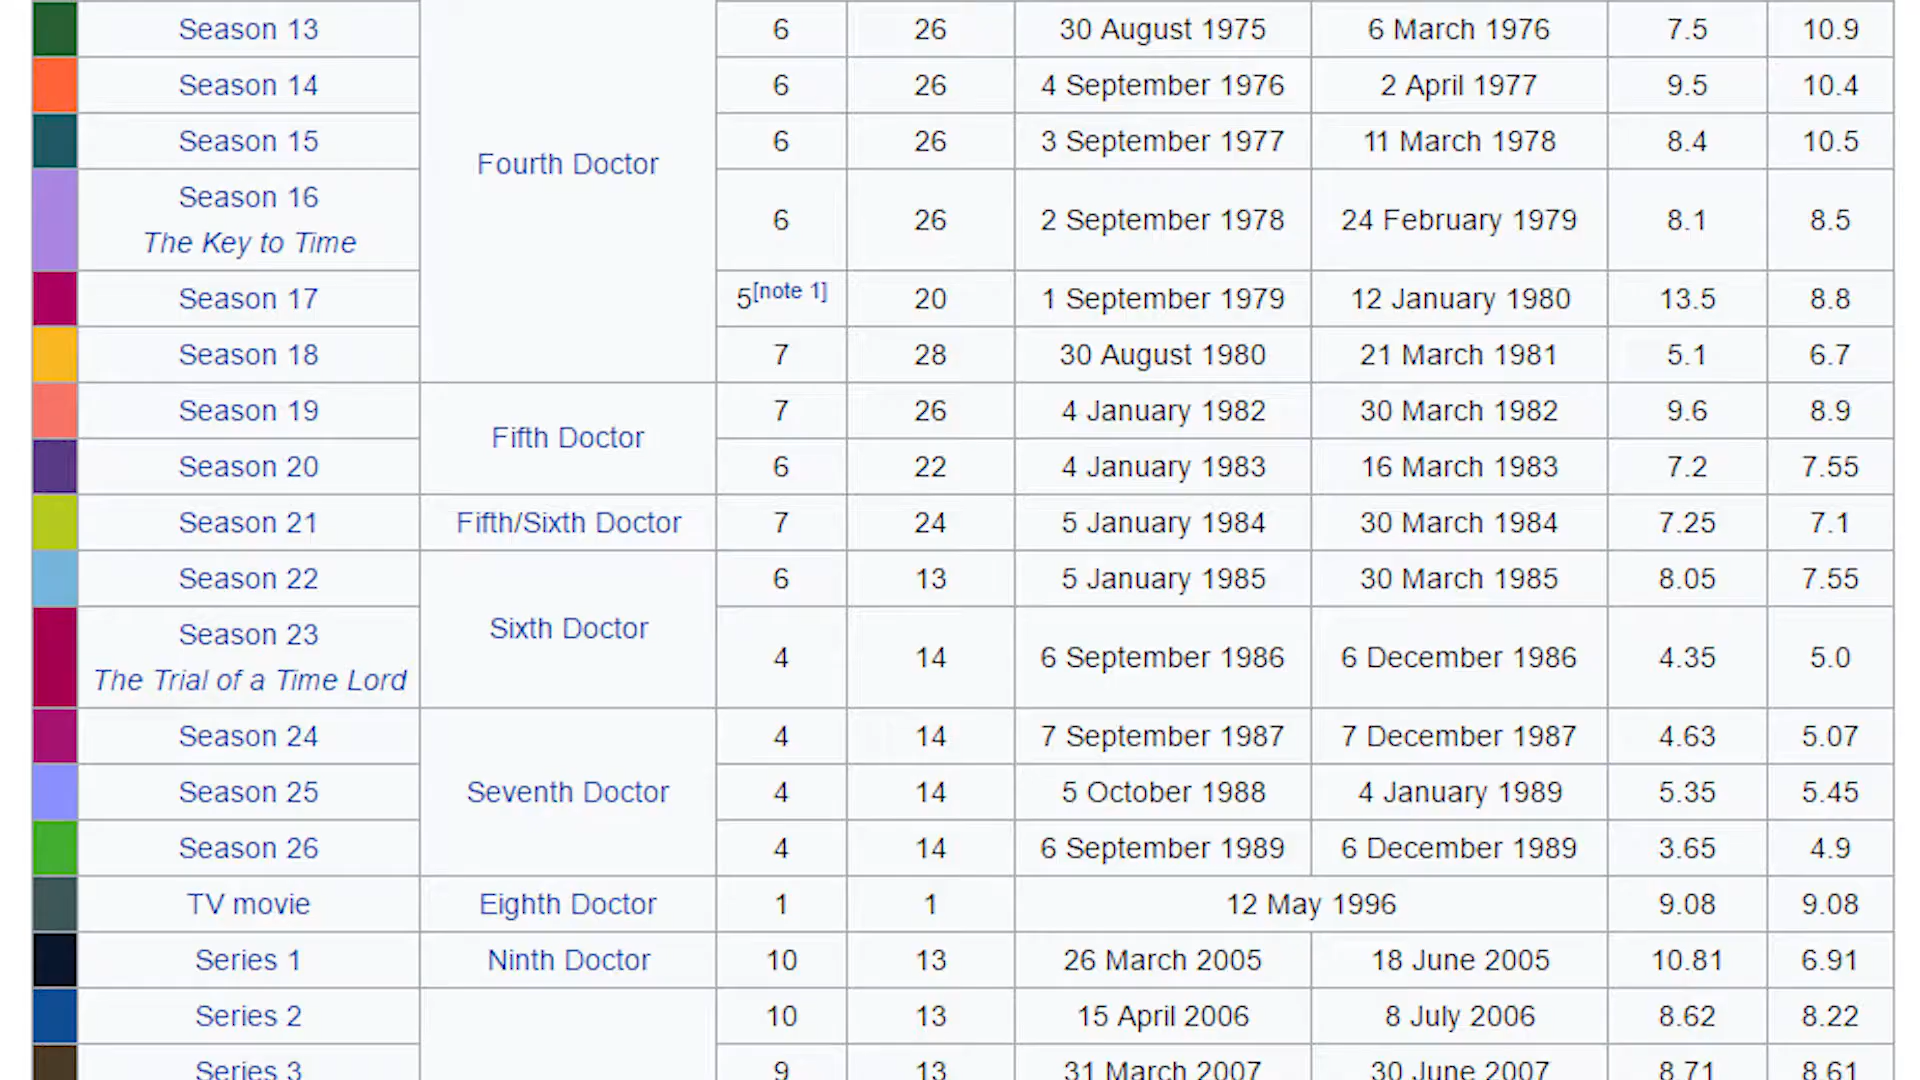 Season 13 6 26 30 August 1975 6 March 1976 7.5 10.9
Season 14 6 26 4 September 1976 2 April 1977 9.5 10.4
Season 15 6 26 3 September 1977 11 March 1978 8.4 10.5
Fourth Doctor
Season 16
The Key to Time
6 26 2 September 1978 24 February 1979 8.1 8.5
Season 17 5[note 1] 20 1 September 1979 12 January 1980 13.5 8.8
Season 18 7 28 30 August 1980 21 March 1981 5.1 6.7
Season 19 7 26 4 January 1982 30 March 1982 9.6 8.9
Fifth Doctor
Season 20 6 22 4 January 1983 16 March 1983 7.2 7.55
Season 21 Fifth/Sixth Doctor 7 24 5 January 1984 30 March 1984 7.25 7.1
Season 22 6 13 5 January 1985 30 March 1985 8.05 7.55
Sixth Doctor
Season 23
The Trial of a Time Lord
4 14 6 September 1986 6 December 1986 4.35 5.0
Season 24 4 14 7 September 1987 7 December 1987 4.63 5.07
Season 25 Seventh Doctor 4 14 5 October 1988 4 January 1989 5.35 5.45
Season 26 4 14 6 September 1989 6 December 1989 3.65 4.9
TV movie Eighth Doctor 1 1 12 May 1996 9.08 9.08
Series 1 Ninth Doctor 10 13 26 March 2005 18 June 2005 10.81 6.91
Series 2 10 13 15 April 2006 8 July 2006 8.62 8.22
Series 3 9 13 31 March 2007 30 June 2007 8.71 8.61